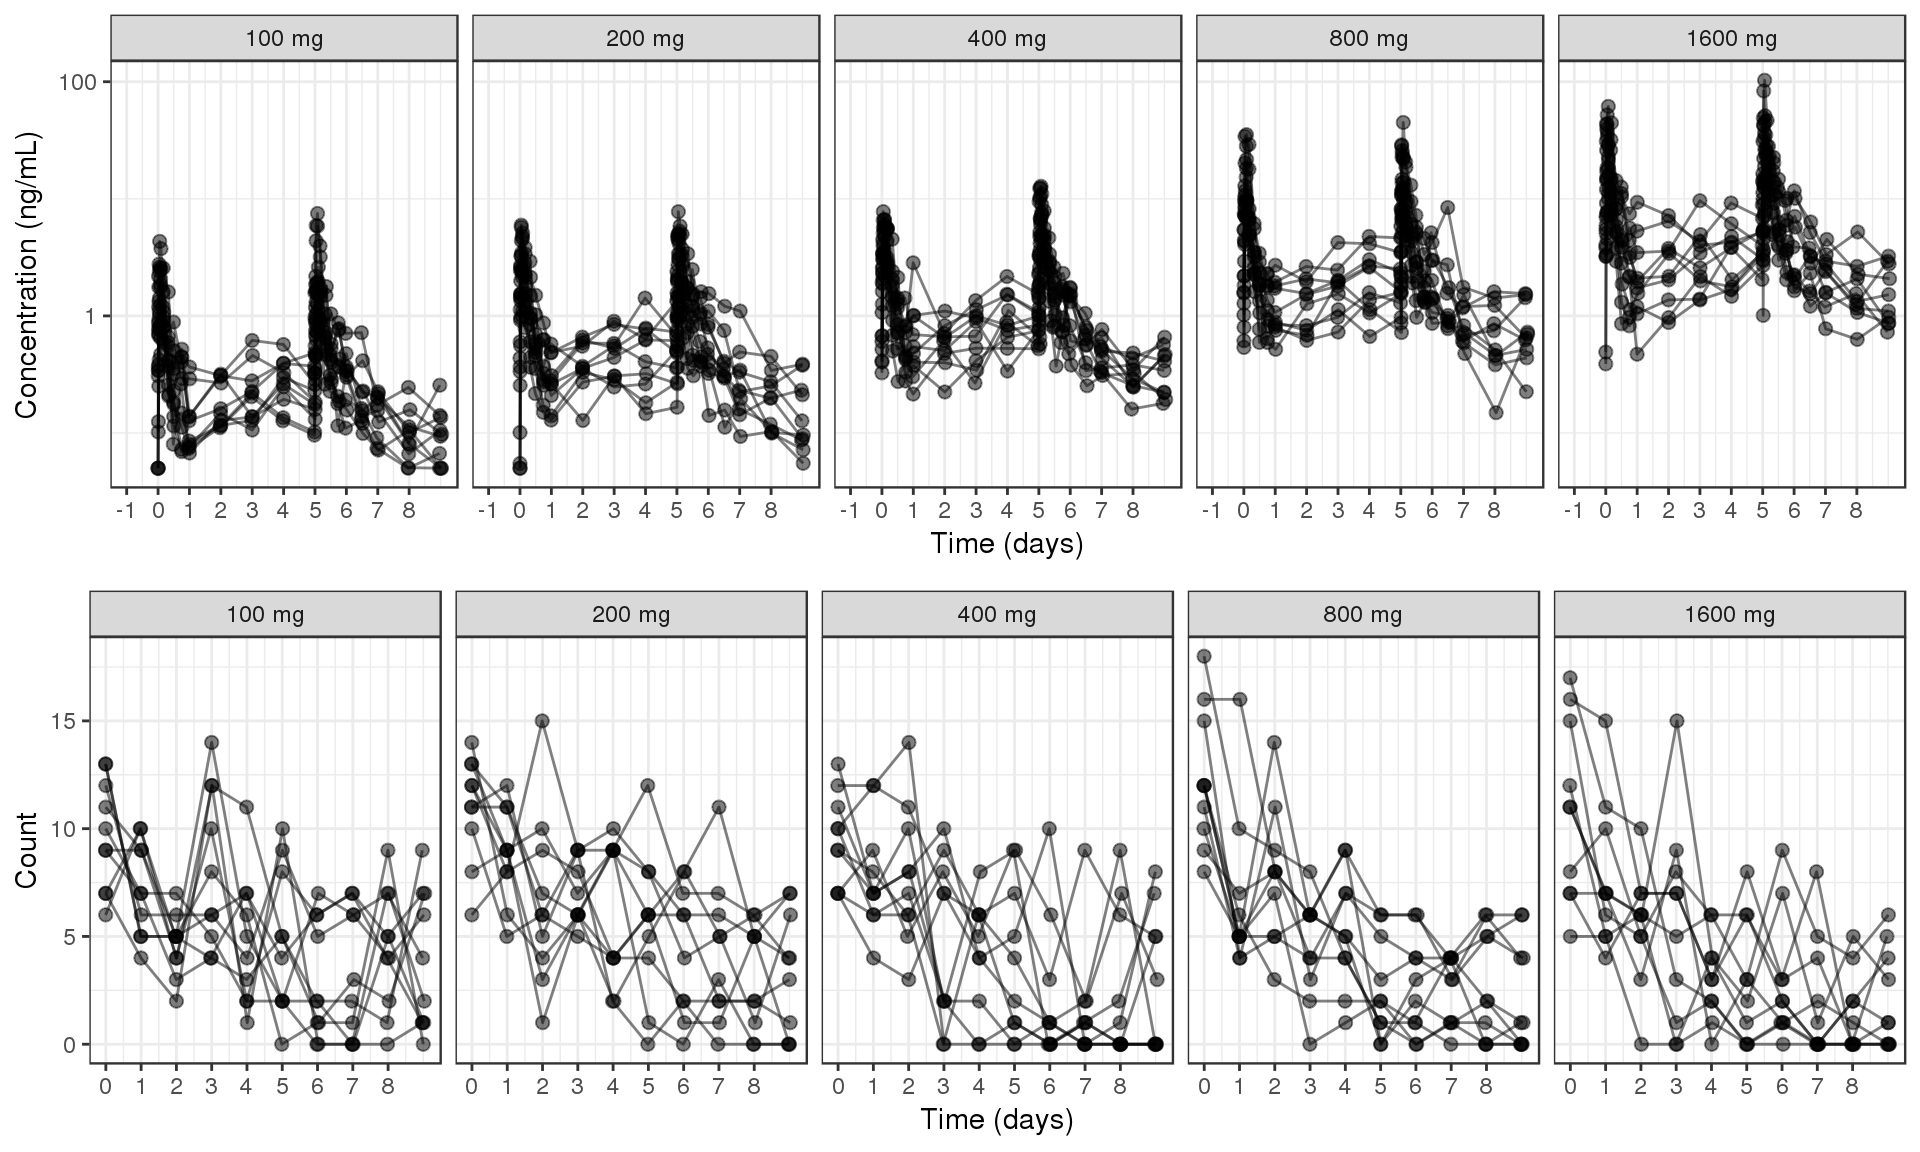 100 mg 200 mg 400 mg 800 mg 1600 mg
100
1
Concentration (ng/mL)
-1 0 1 2 3 4 5 6 7 8 -1 0 1 2 3 4 5 6 7 8 -1 0 1 2 3 4 5 6 7 8 -1 0 1 2 3 4 5 6 7 8 -1 0 1 2 3 4 5 6 7 8
Time (days)
100 mg 200 mg 400 mg 800 mg 1600 mg
15
10
5
0
Count
0 1 2 3 4 5 6 7 8 0 1 2 3 4 5 6 7 8 0 1 2 3 4 5 6 7 8 0 1 2 3 4 5 6 7 8 0 1 2 3 4 5 6 7 8
Time (days)